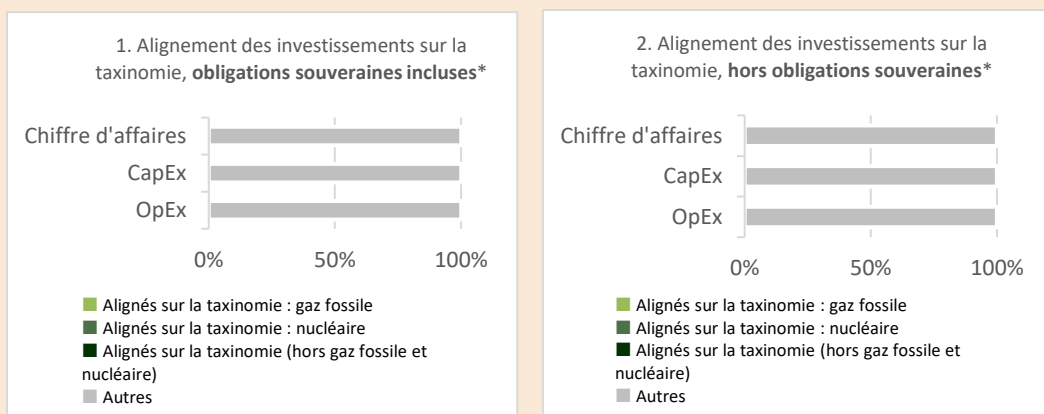 1. Alignement des investissements sur la
taxinomie, obligations souveraines incluses*
Chiffre d'affaires
CapEx
OpEx
0% 50% 100%
Alignés sur la taxinomie : gaz fossile
Alignés sur la taxinomie : nucléaire
Alignés sur la taxinomie (hors gaz fossile et
nucléaire)
Autres
2. Alignement des investissements sur la
taxinomie, hors obligations souveraines*
Chiffre d'affaires
CapEx
OpEx
0% 50% 100%
Alignés sur la taxinomie : gaz fossile
Alignés sur la taxinomie : nucléaire
Alignés sur la taxinomie (hors gaz fossile et
nucléaire)
Autres